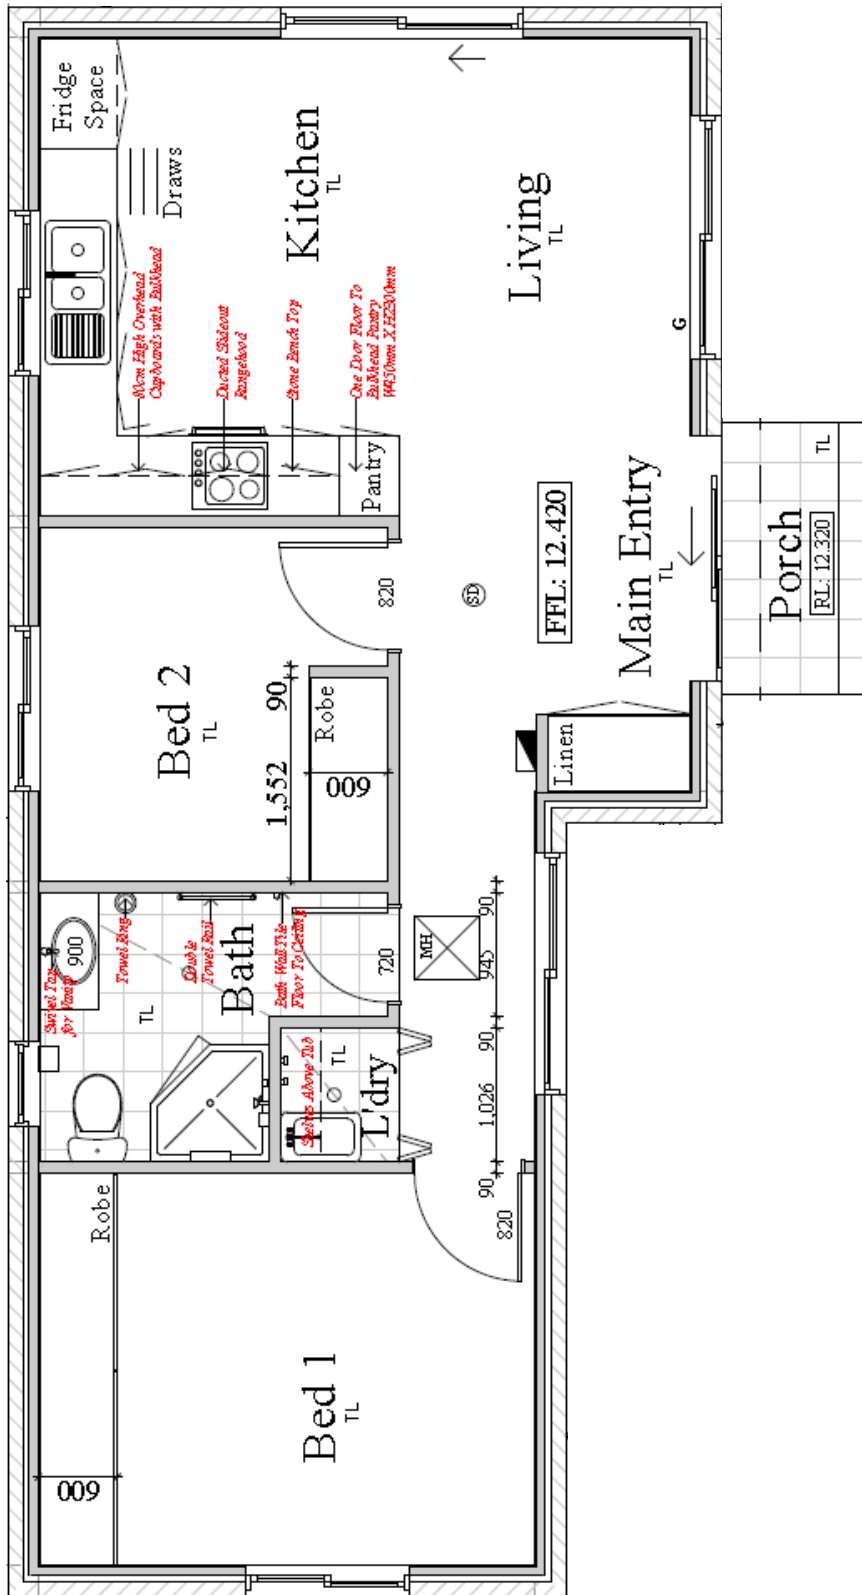 Fridge
Space
Draws
Kitchen
TL
Living
TL
G
80cm High Overhead
Cupboards with Bulkhead
Ducted Slideout
Rangehood
Stone Bench Top
One Door Floor To
Bulkhead Pantry
W450mm X H2300mm
Pantry
820
SD
FFL: 12.420
Main Entry
TL
Porch
RL: 12.320
TL
Bed 2
TL
90
1,552
Robe
600
Linen
900
Swivel Tap
for Vanity
Towel Ring
Double
Towel Rail
Bath
TL
Bath Wall Tile
Floor To Ceiling
720
MH
90
945
90
1,026
90
Shelves Above Tub
TL
L'dry
820
Robe
600
Bed 1
TL